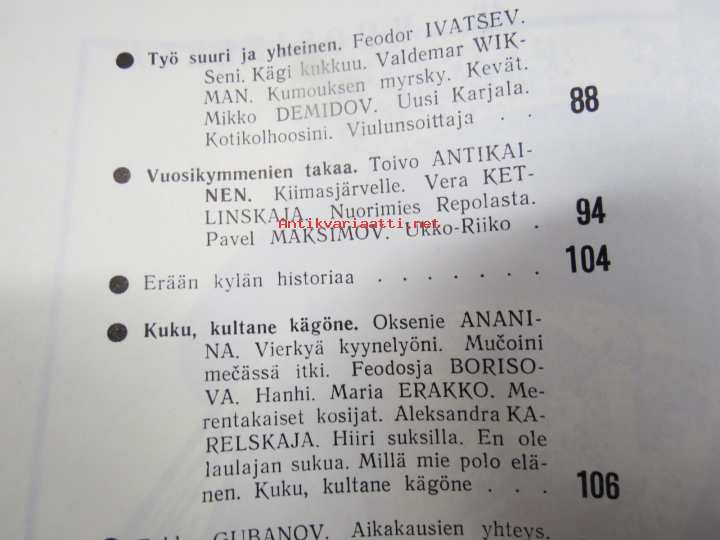 ● Työ suuri ja yhteinen. Feodor IVATŠEV.
Seni. Kägi kukkuu. Valdemar WIK-
MAN. Kumouksen myrsky. Kevät.
Mikko DEMIDOV. Uusi Karjala.
Kotikolhoosini. Viulunsoittaja . . 88
● Vuosikymmenien takaa. Toivo ANTIKAI-
NEN. Kiimasjärvelle. Vera KET-
LINSKAJA. Nuorimies Repolasta.
Antikvariaatti.net
Pavel MAKSIMOV. Ukko-Riiko . 94
● Erään kylän historiaa . . . . . . . 104
● Kuku, kultane kägöne. Oksenie ANANI-
NA. Vierkyä kyynelyöni. Mučoini
mečässä itki. Feodosja BORISO-
VA. Hanhi. Maria ERAKKO. Me-
rentakaiset kosijat. Aleksandra KA-
RELSKAJA. Hiiri suksilla. En ole
laulajan sukua. Millä mie polo elä-
nen. Kuku, kultane kägöne . . . 106
GUBANOV. Aikakausien yhteys.